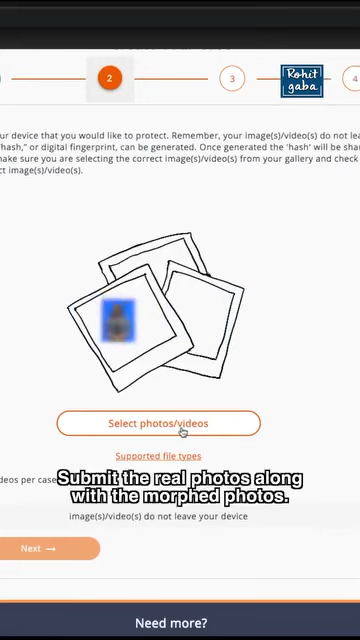 2
3
Rohit
gaba
4
ur device that you would like to protect. Remember, your image(s)/video(s) do not lea
hash," or digital fingerprint, can be generated. Once generated the 'hash' will be shar
nake sure you are selecting the correct image(s)/video(s) from your gallery and check
ct image(s)/video(s).
Select photos/videos
Supported file types
deos per case
Submit the real photos along
with the morphed photos.
image(s)/video(s) do not leave your device
Next →
Need more?